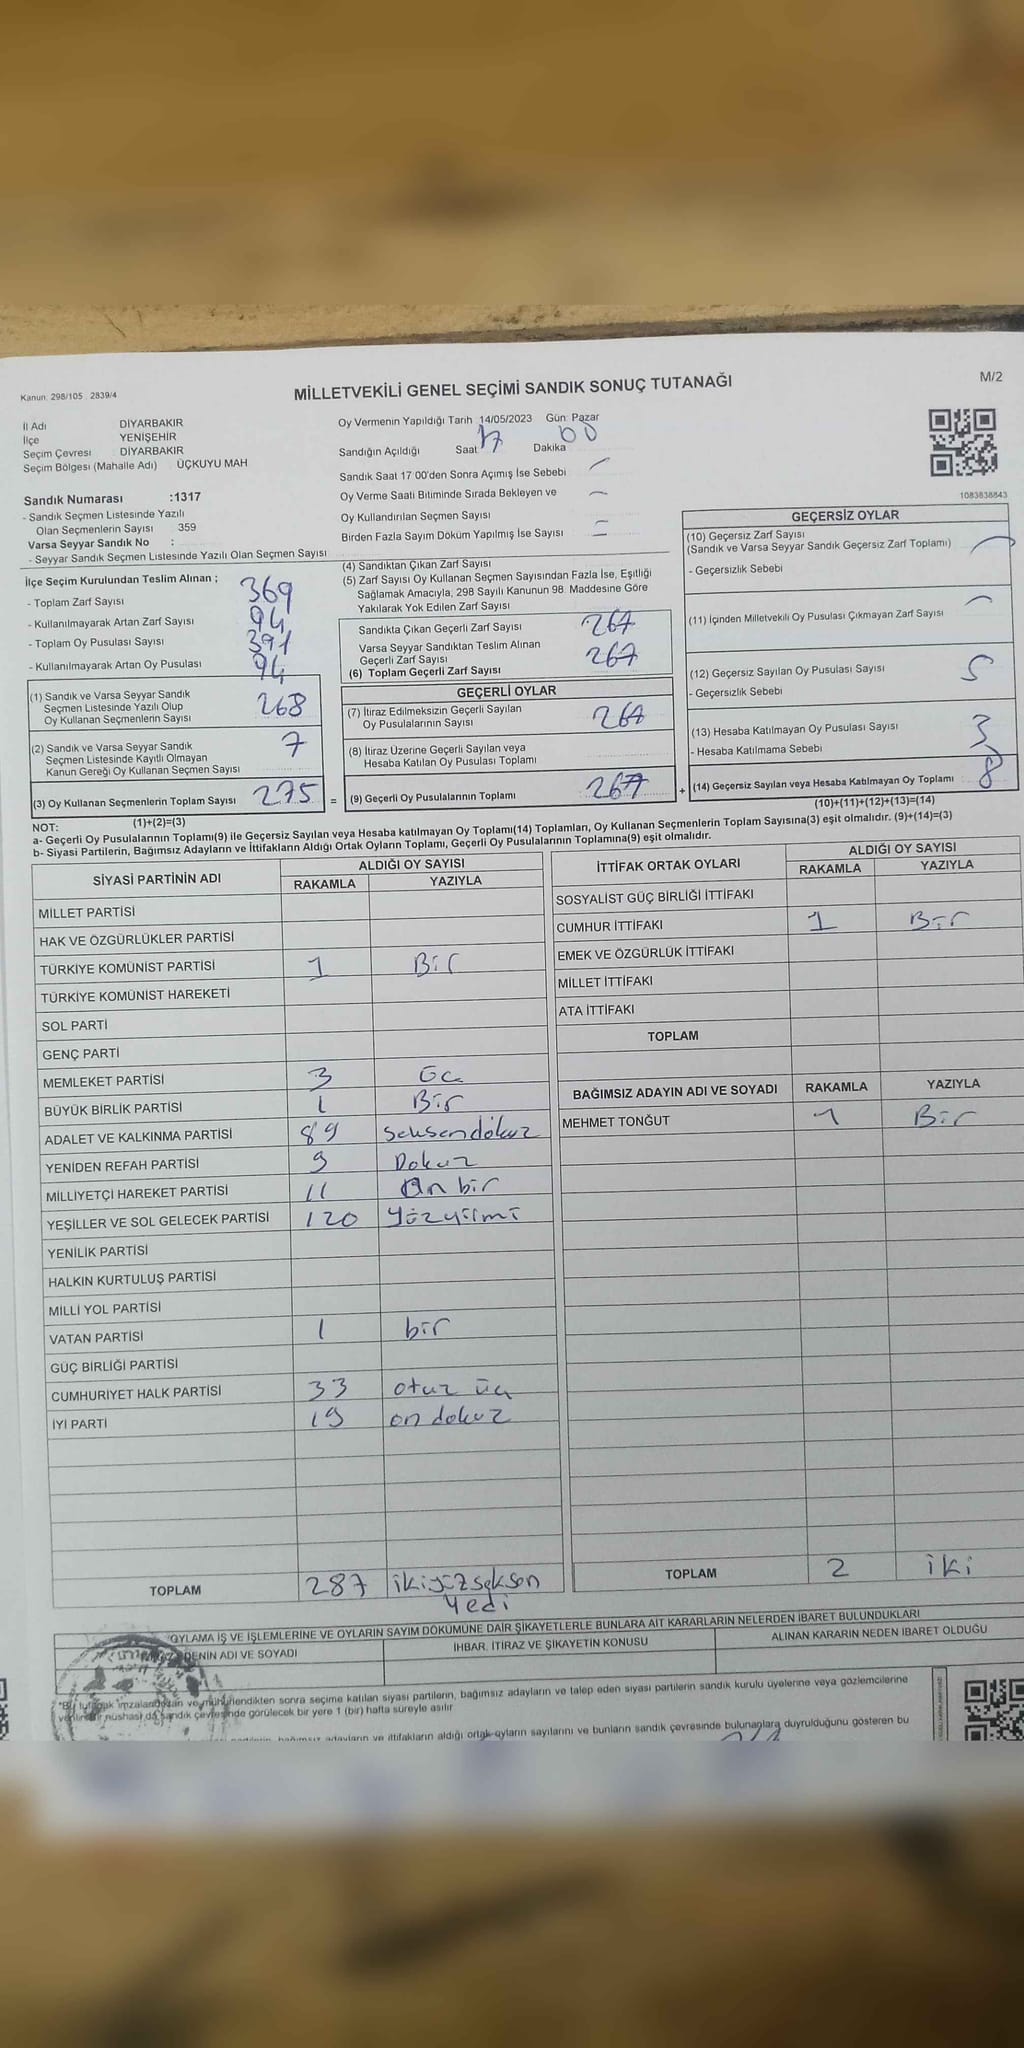 Kanun. 298/105 . 2839/4
MİLLETVEKİLİ GENEL SEÇİMİ SANDIK SONUÇ TUTANAĞI
M/2
İl Adı DİYARBAKIR
İlçe YENİŞEHİR
Seçim Çevresi DİYARBAKIR
Seçim Bölgesi (Mahalle Adı) ÜÇKUYU MAH
Sandık Numarası :1317
- Sandık Seçmen Listesinde Yazılı
Olan Seçmenlerin Sayısı 359
Varsa Seyyar Sandık No :
- Seyyar Sandık Seçmen Listesinde Yazılı Olan Seçmen Sayısı
Oy Vermenin Yapıldığı Tarih 14/05/2023 Gün: Pazar
Sandığın Açıldığı Saat 17 Dakika 00
Sandık Saat 17 00'den Sonra Açımış İse Sebebi
Oy Verme Saati Bitiminde Sırada Bekleyen ve
Oy Kullandırılan Seçmen Sayısı
Birden Fazla Sayım Döküm Yapılmış İse Sayısı
1083838843
İlçe Seçim Kurulundan Teslim Alınan ;
- Toplam Zarf Sayısı 369
- Kullanılmayarak Artan Zarf Sayısı 94
- Toplam Oy Pusulası Sayısı 391
- Kullanılmayarak Artan Oy Pusulası 94
(1) Sandık ve Varsa Seyyar Sandık
Seçmen Listesinde Yazılı Olup
Oy Kullanan Seçmenlerin Sayısı 268
(2) Sandık ve Varsa Seyyar Sandık
Seçmen Listesinde Kayıtlı Olmayan
Kanun Gereği Oy Kullanan Seçmen Sayısı 7
(3) Oy Kullanan Seçmenlerin Toplam Sayısı 275
(1)+(2)=(3)
(4) Sandıktan Çıkan Zarf Sayısı
(5) Zarf Sayısı Oy Kullanan Seçmen Sayısından Fazla İse, Eşitliği
Sağlamak Amacıyla, 298 Sayılı Kanunun 98. Maddesine Göre
Yakılarak Yok Edilen Zarf Sayısı
Sandıkta Çıkan Geçerli Zarf Sayısı 267
Varsa Seyyar Sandıktan Teslim Alınan
Geçerli Zarf Sayısı 267
(6) Toplam Geçerli Zarf Sayısı
GEÇERLİ OYLAR
(7) İtiraz Edilmeksizin Geçerli Sayılan
Oy Pusulalarının Sayısı 267
(8) İtiraz Üzerine Geçerli Sayılan veya
Hesaba Katılan Oy Pusulası Toplamı
= (9) Geçerli Oy Pusulalarının Toplamı 267
GEÇERSİZ OYLAR
(10) Geçersiz Zarf Sayısı
(Sandık ve Varsa Seyyar Sandık Geçersiz Zarf Toplamı)
- Geçersizlik Sebebi
(11) İçinden Milletvekili Oy Pusulası Çıkmayan Zarf Sayısı
(12) Geçersiz Sayılan Oy Pusulası Sayısı 5
- Geçersizlik Sebebi
(13) Hesaba Katılmayan Oy Pusulası Sayısı 3
- Hesaba Katılmama Sebebi
+ (14) Geçersiz Sayılan veya Hesaba Katılmayan Oy Toplamı 8
(10)+(11)+(12)+(13)=(14)
NOT:
a- Geçerli Oy Pusulalarının Toplamı(9) ile Geçersiz Sayılan veya Hesaba katılmayan Oy Toplamı(14) Toplamları, Oy Kullanan Seçmenlerin Toplam Sayısına(3) eşit olmalıdır. (9)+(14)=(3)
b- Siyasi Partilerin, Bağımsız Adayların ve İttifakların Aldığı Ortak Oyların Toplamı, Geçerli Oy Pusulalarının Toplamına(9) eşit olmalıdır.
SİYASİ PARTİNİN ADI ALDIĞI OY SAYISI
RAKAMLA YAZIYLA
MİLLET PARTİSİ
HAK VE ÖZGÜRLÜKLER PARTİSİ
TÜRKİYE KOMÜNİST PARTİSİ 1 Bir
TÜRKİYE KOMÜNİST HAREKETİ
SOL PARTİ
GENÇ PARTİ
MEMLEKET PARTİSİ 3 Üç
BÜYÜK BİRLİK PARTİSİ 1 Bir
ADALET VE KALKINMA PARTİSİ 89 Seksendokuz
YENİDEN REFAH PARTİSİ 9 Dokuz
MİLLİYETÇİ HAREKET PARTİSİ 11 On bir
YEŞİLLER VE SOL GELECEK PARTİSİ 120 Yüzyirmi
YENİLİK PARTİSİ
HALKIN KURTULUŞ PARTİSİ
MİLLİ YOL PARTİSİ
VATAN PARTİSİ 1 bir
GÜÇ BİRLİĞİ PARTİSİ
CUMHURİYET HALK PARTİSİ 33 otuz üç
İYİ PARTİ 19 on dokuz
TOPLAM 287 ikiyüzseksen
Yedi
İTTİFAK ORTAK OYLARI ALDIĞI OY SAYISI
RAKAMLA YAZIYLA
SOSYALİST GÜÇ BİRLİĞİ İTTİFAKI
CUMHUR İTTİFAKI 1 Bir
EMEK VE ÖZGÜRLÜK İTTİFAKI
MİLLET İTTİFAKI
ATA İTTİFAKI
TOPLAM
BAĞIMSIZ ADAYIN ADI VE SOYADI RAKAMLA YAZIYLA
MEHMET TONĞUT 1 Bir
TOPLAM 2 iki
OYLAMA İŞ VE İŞLEMLERİNE VE OYLARIN SAYIM DÖKÜMÜNE DAİR ŞİKAYETLERLE BUNLARA AİT KARARLARIN NELERDEN İBARET BULUNDUKLARI
DENİN ADI VE SOYADI İHBAR, İTİRAZ VE ŞİKAYETİN KONUSU ALINAN KARARIN NEDEN İBARET OLDUĞU
*Bu tutanak imzalandıktan ve mühürlendikten sonra seçime katılan siyasi partilerin, bağımsız adayların ve talep eden siyasi partilerin sandık kurulu üyelerine veya gözlemcilerine
verilir bir nüshası da sandık çevresinde görülecek bir yere 1 (bir) hafta süreyle asılır
bağımsız adayların ve ittifakların aldığı ortak oyların sayılarını ve bunların sandık çevresinde bulunanlara duyrulduğunu gösteren bu